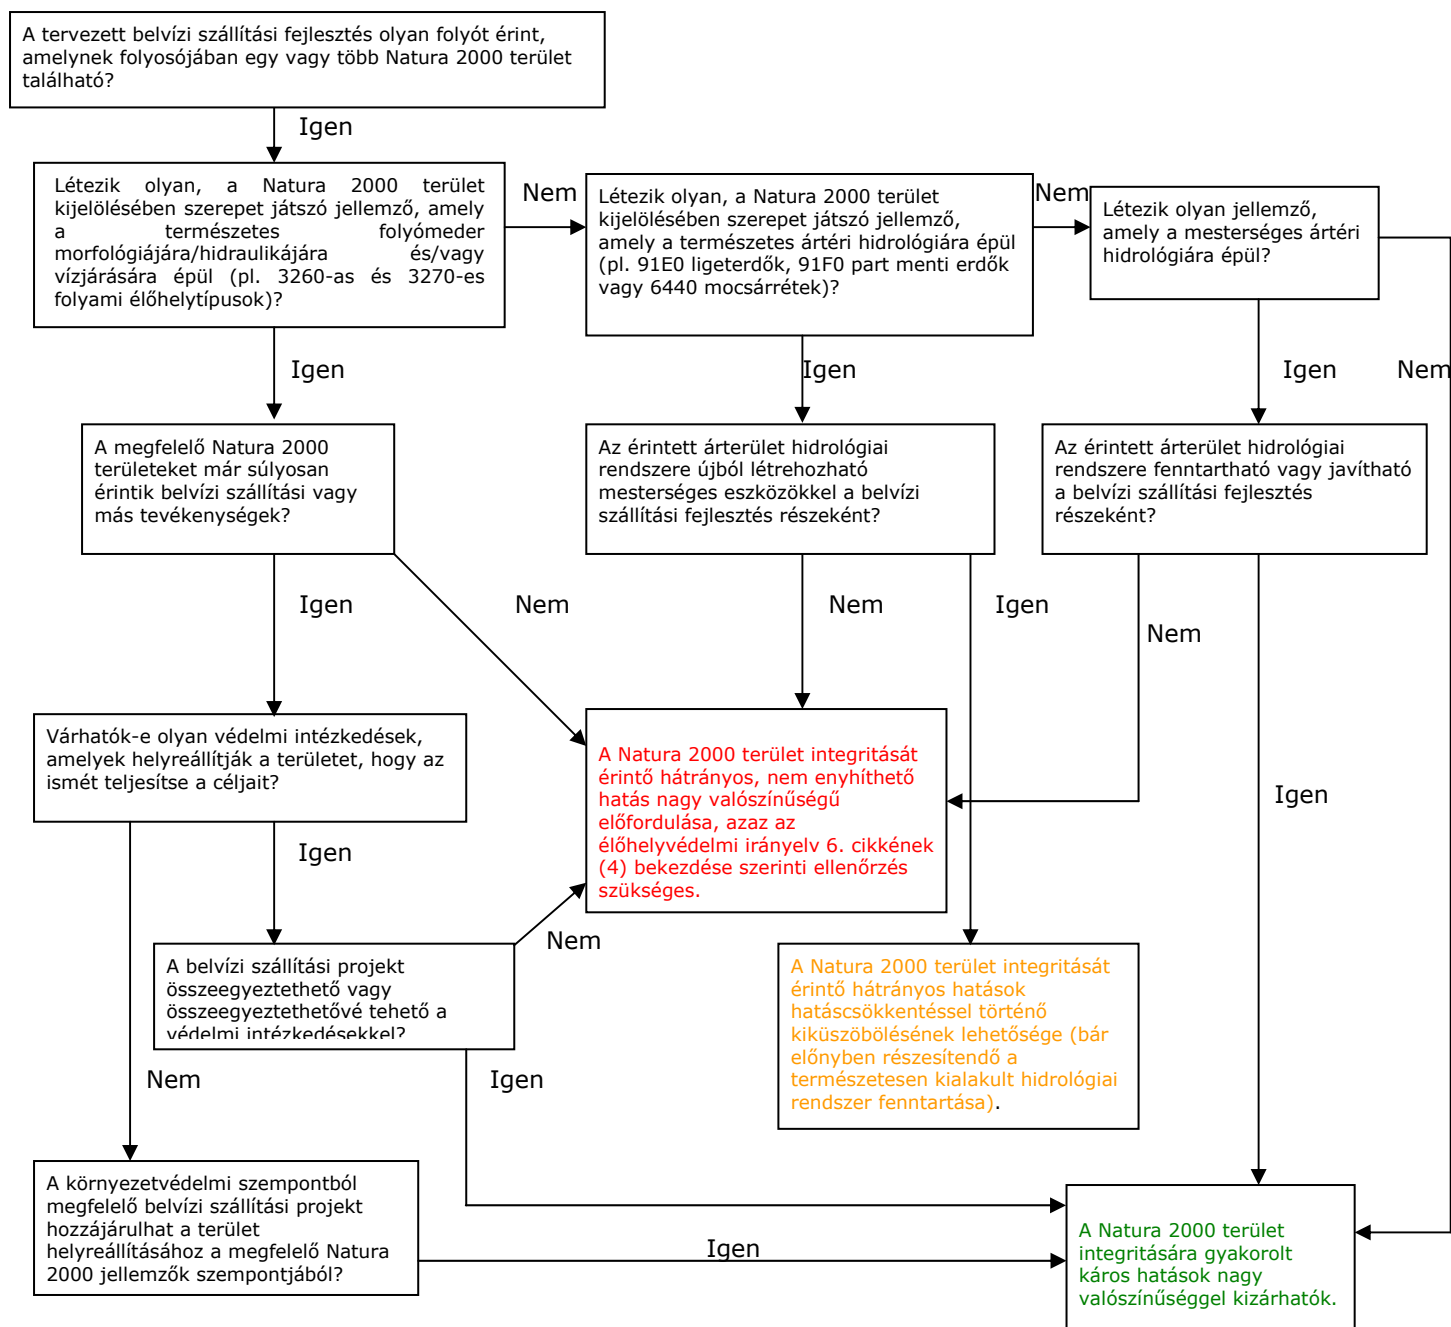 A tervezett belvízi szállítási fejlesztés olyan folyót érint,
amelynek folyosójában egy vagy több Natura 2000 terület
található?
Igen
Létezik olyan, a Natura 2000 terület
kijelölésében szerepet játszó jellemző, amely
a természetes folyómeder
morfológiájára/hidraulikájára és/vagy
vízjárására épül (pl. 3260-as és 3270-es
folyami élőhelytípusok)?
Nem
Létezik olyan, a Natura 2000 terület
kijelölésében szerepet játszó jellemző,
amely a természetes ártéri hidrológiára épül
(pl. 91E0 ligeterdők, 91F0 part menti erdők
vagy 6440 mocsárrétek)?
Nem
Létezik olyan jellemző,
amely a mesterséges ártéri
hidrológiára épül?
Igen
Igen
Igen
Nem
A megfelelő Natura 2000
területeket már súlyosan
érintik belvízi szállítási vagy
más tevékenységek?
Az érintett árterület hidrológiai
rendszere újból létrehozható
mesterséges eszközökkel a belvízi
szállítási fejlesztés részeként?
Az érintett árterület hidrológiai
rendszere fenntartható vagy javítható
a belvízi szállítási fejlesztés
részeként?
Igen
Nem
Nem
Igen
Nem
Várhatók-e olyan védelmi intézkedések,
amelyek helyreállítják a területet, hogy az
ismét teljesítse a céljait?
A Natura 2000 terület integritását
érintő hátrányos, nem enyhíthető
hatás nagy valószínűségű
előfordulása, azaz az
élőhelyvédelmi irányelv 6. cikkének
(4) bekezdése szerinti ellenőrzés
szükséges.
Igen
Igen
Nem
A belvízi szállítási projekt
összeegyeztethető vagy
összeegyeztethetővé tehető a
védelmi intézkedésekkel?
A Natura 2000 terület integritását
érintő hátrányos hatások
hatáscsökkentéssel történő
kiküszöbölésének lehetősége (bár
előnyben részesítendő a
természetesen kialakult hidrológiai
rendszer fenntartása).
Nem
Igen
A környezetvédelmi szempontból
megfelelő belvízi szállítási projekt
hozzájárulhat a terület
helyreállításához a megfelelő Natura
2000 jellemzők szempontjából?
Igen
A Natura 2000 terület
integritására gyakorolt
káros hatások nagy
valószínűséggel kizárhatók.